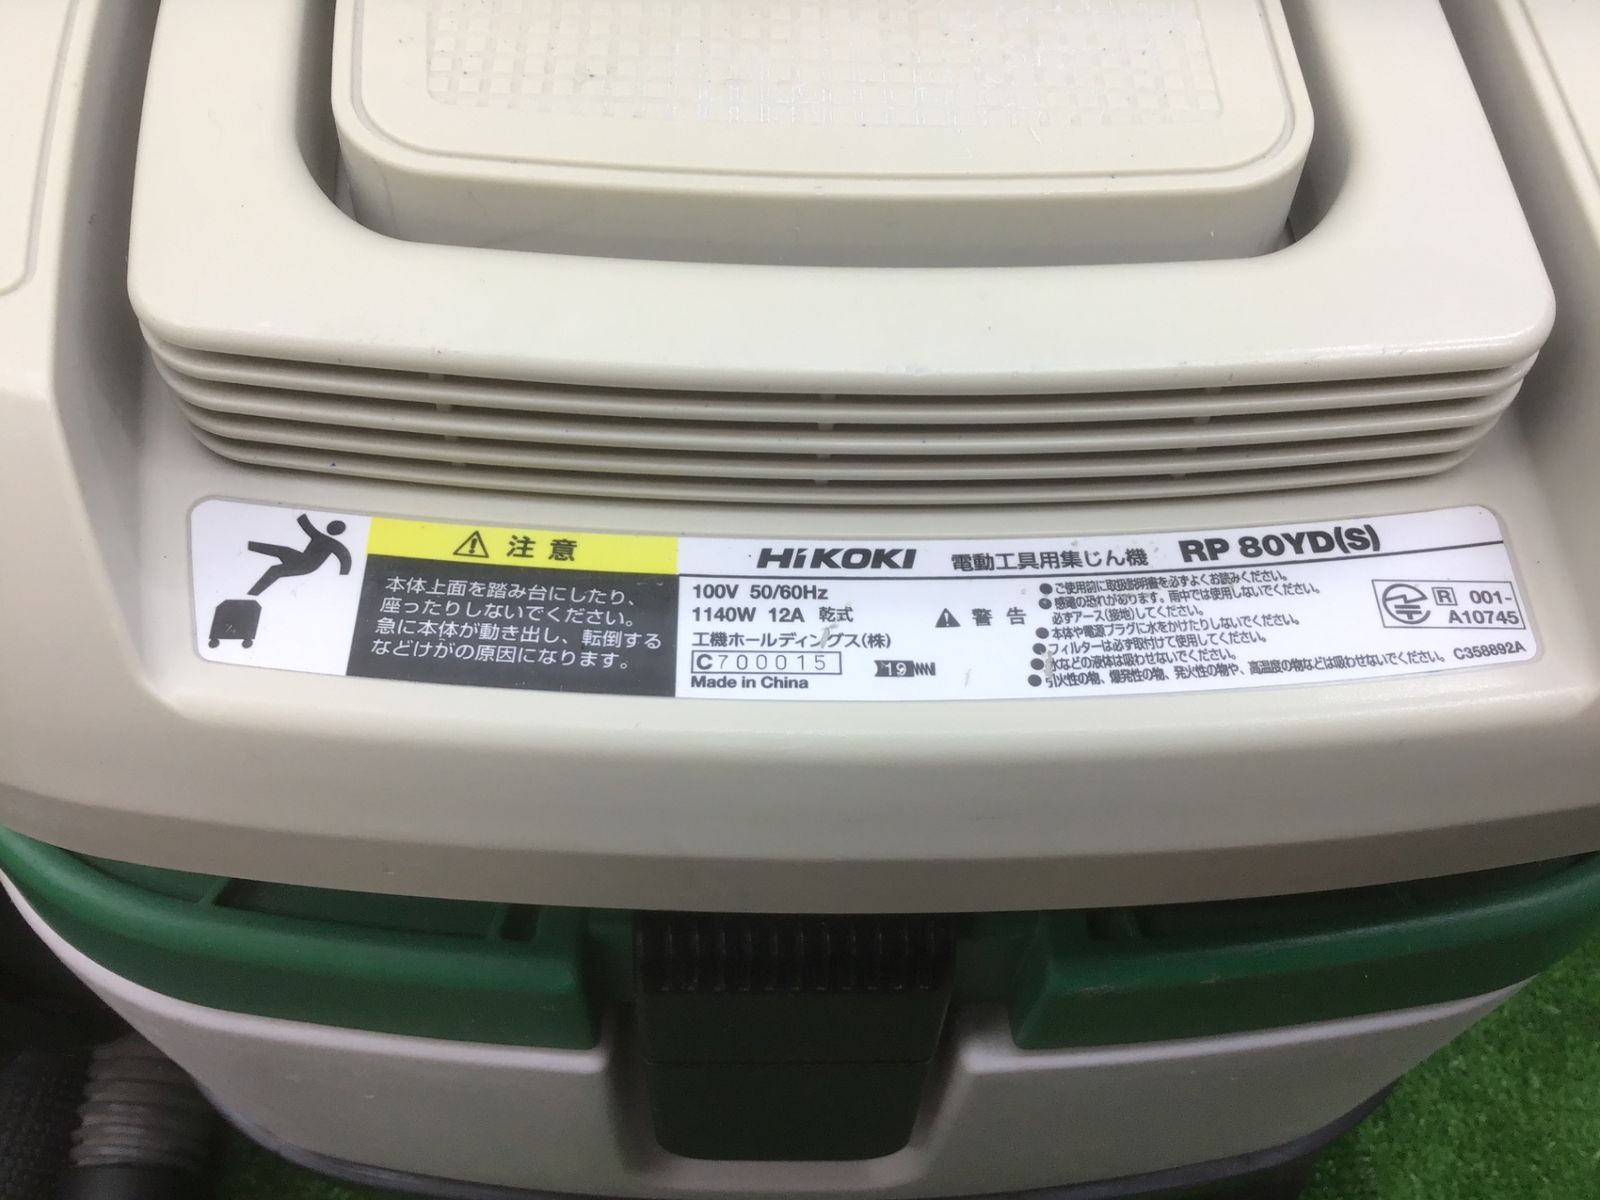 注意
本体上面を踏み台にしたり、
座ったりしないでください。
急に本体が動き出し、転倒する
などけがの原因になります。
HiKOKI 電動工具用集じん機 RP 80YD(S)
100V 50/60Hz
1140W 12A 乾式
工機ホールディングス(株)
C700015
Made in China
19
警告
●ご使用前に取扱説明書を必ずよくお読みください。
●感電の恐れがあります。雨中では使用しないでください。
必ずアース(接地)してください。
●本体や電源プラグに水をかけたりしないでください。
●フィルターは必ず取付けて使用してください。
●水などの液体は吸わせないでください。
●引火性の物、爆発性の物、発火性の物や、高温度の物などは吸わせないでください。
R 001-
A10745
C358892A